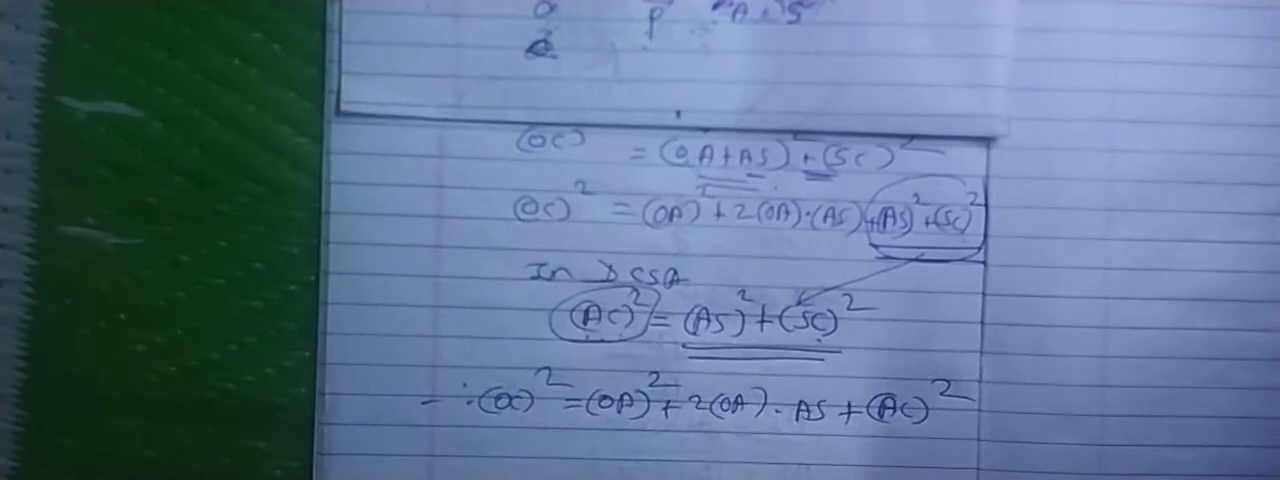 O
P A S
(OC) = (OA+AS)² + (SC)²
(OC)² = (OA)² + 2(OA)·(AS) + (AS)² + (SC)²
In Δ CSA
(AC)² = (AS)² + (SC)²
∴ (OC)² = (OA)² + 2(OA)·AS + (AC)²